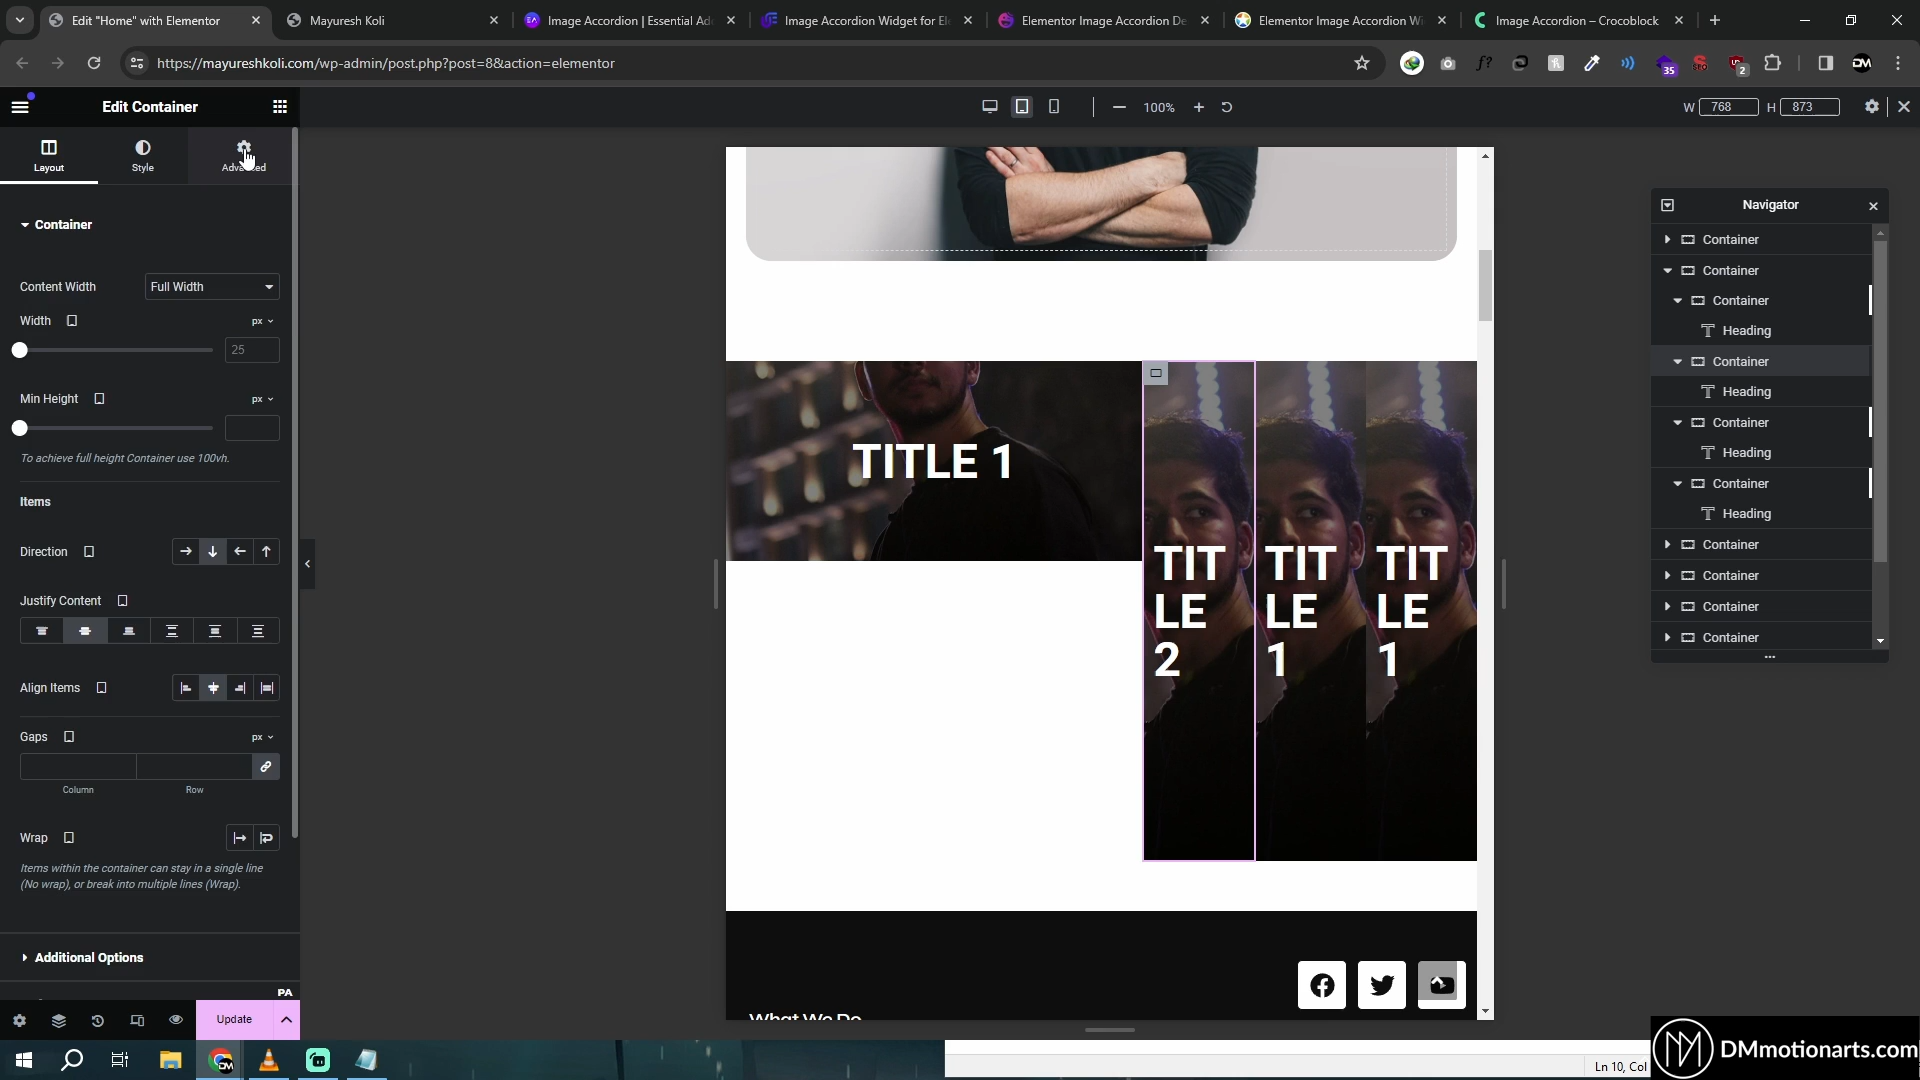 Edit "Home" with Elementor
Mayuresh Koli
Image Accordion | Essential Ad
Image Accordion Widget for El
Elementor Image Accordion De
Elementor Image Accordion Wi
Image Accordion – Crocoblock
https://mayureshkoli.com/wp-admin/post.php?post=8&action=elementor
35
2
Edit Container
100%
W 768 H 873
Layout
Style
Advanced
Container
Content Width
Full Width
Width
px
25
Min Height
px
To achieve full height Container use 100vh.
Items
Direction
Justify Content
Align Items
Gaps
px
Column
Row
Wrap
Items within the container can stay in a single line
(No wrap), or break into multiple lines (Wrap).
Additional Options
PA
Update
TITLE 1
TIT
LE
2
TIT
LE
1
TIT
LE
1
What We Do
Navigator
Container
Container
Container
Heading
Container
Heading
Container
Heading
Container
Heading
Container
Container
Container
Container
Ln 10, Col
DMmotionarts.com